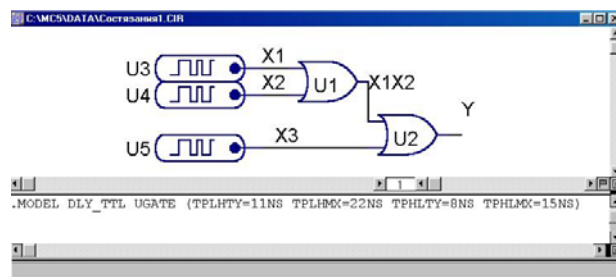 C:\MC5\DATA\Состязания1.CIR
U3
X1
U4
X2
U1
X1X2
Y
U5
X3
U2
1
.MODEL DLY_TTL UGATE (TPLHTY=11NS TPLHMX=22NS TPHLTY=8NS TPHLMX=15NS)